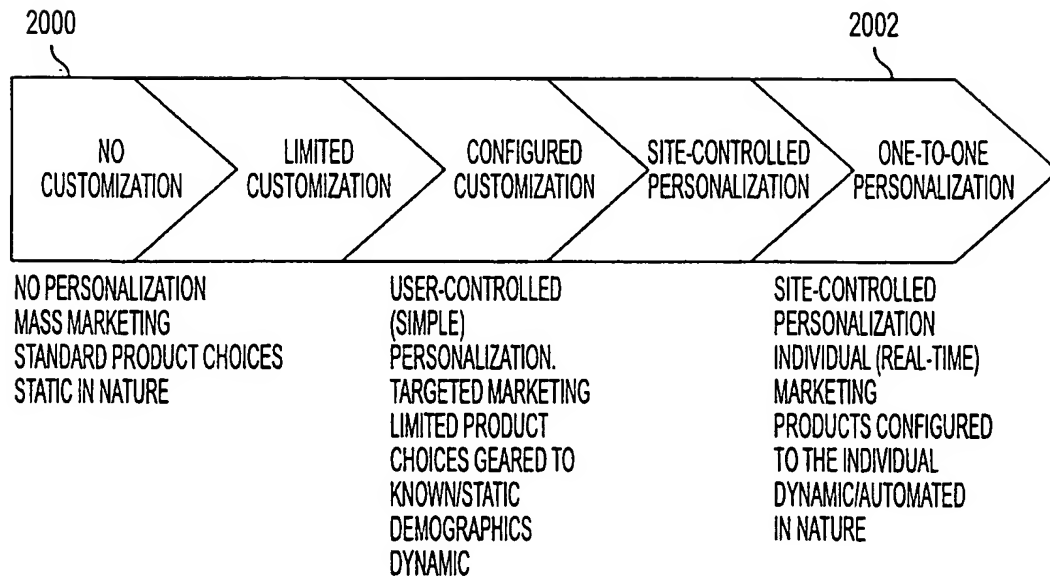 2000
2002
NO
CUSTOMIZATION
LIMITED
CUSTOMIZATION
CONFIGURED
CUSTOMIZATION
SITE-CONTROLLED
PERSONALIZATION
ONE-TO-ONE
PERSONALIZATION
NO PERSONALIZATION
MASS MARKETING
STANDARD PRODUCT CHOICES
STATIC IN NATURE
USER-CONTROLLED
(SIMPLE)
PERSONALIZATION.
TARGETED MARKETING
LIMITED PRODUCT
CHOICES GEARED TO
KNOWN/STATIC
DEMOGRAPHICS
DYNAMIC
SITE-CONTROLLED
PERSONALIZATION
INDIVIDUAL (REAL-TIME)
MARKETING
PRODUCTS CONFIGURED
TO THE INDIVIDUAL
DYNAMIC/AUTOMATED
IN NATURE